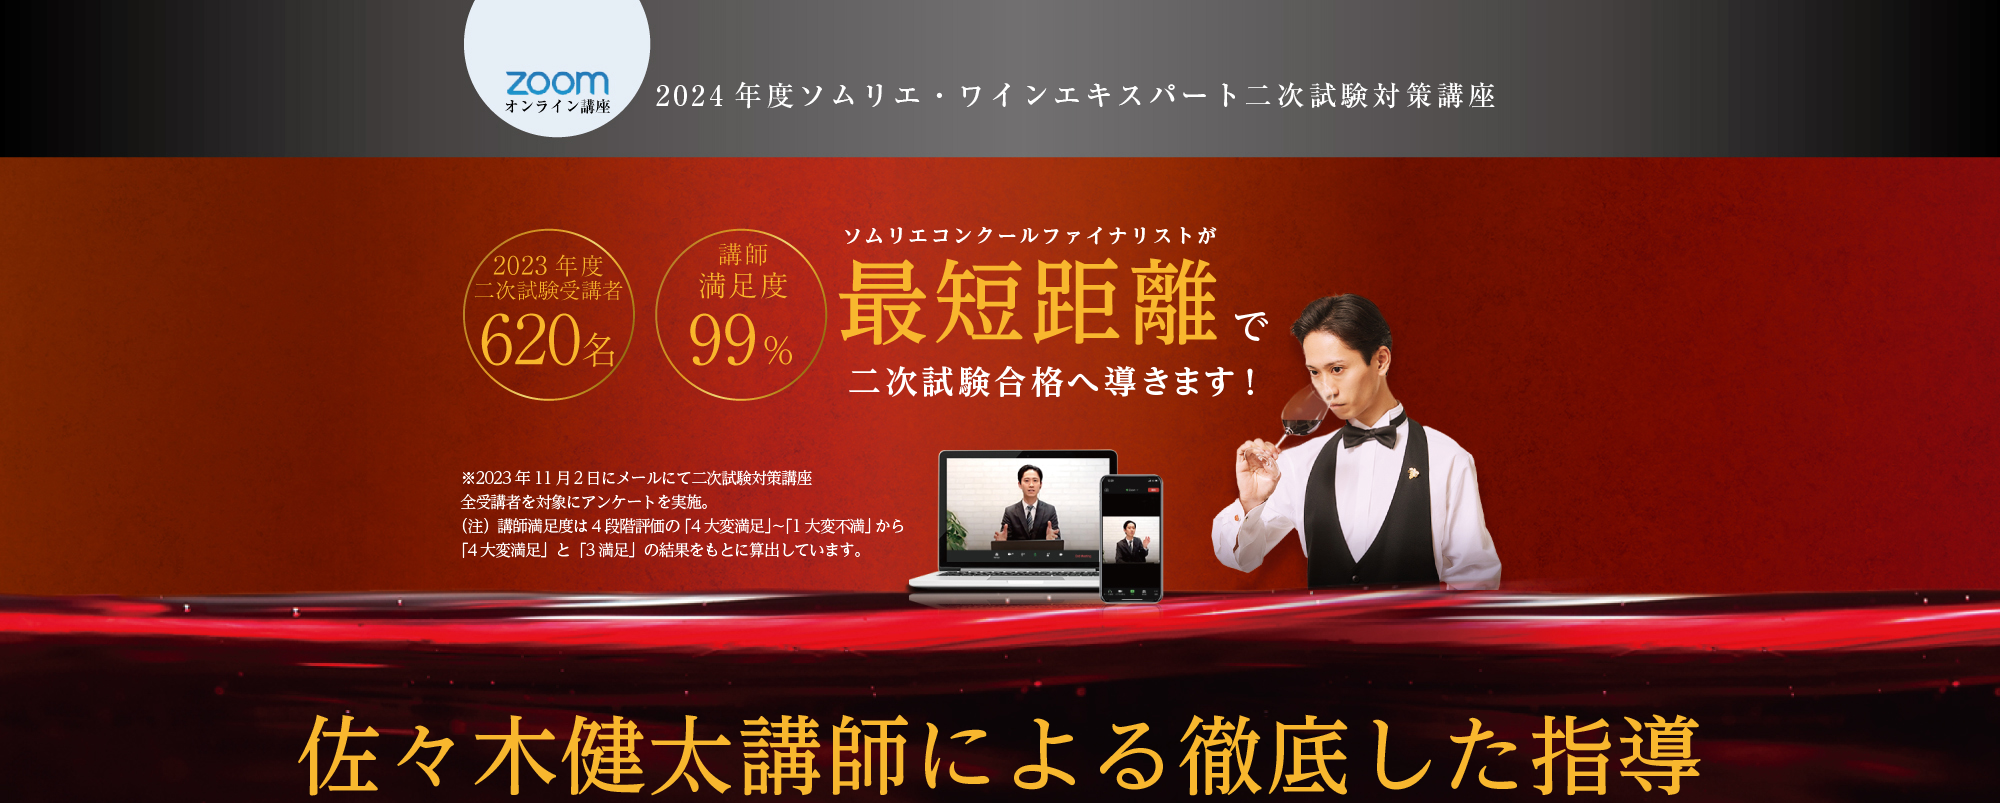 zoom
オンライン講座
2024年度ソムリエ・ワインエキスパート二次試験対策講座
2023年度
二次試験受講者
620名
講師
満足度
99%
ソムリエコンクールファイナリストが
最短距離で
二次試験合格へ導きます!
※2023年11月2日にメールにて二次試験対策講座
全受講者を対象にアンケートを実施。
(注)講師満足度は4段階評価の「4大変満足」~「1大変不満」から
「4大変満足」と「3満足」の結果をもとに算出しています。
佐々木健太講師による徹底した指導